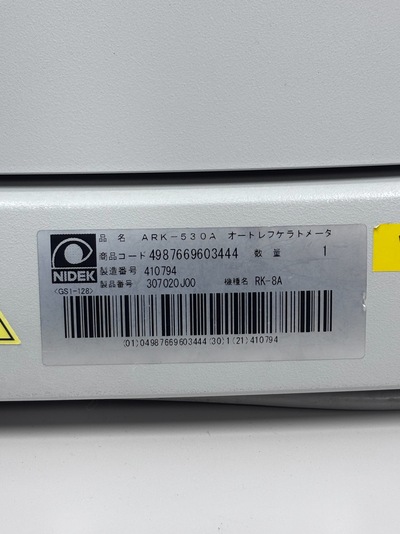 品 名 ARK-530A オートレフケラトメータ
商品コード 4987669603444 数 量 1
NIDEK
製造番号 410794
製品番号 307020J00 機種名 RK-8A
<GS1-128>
(01)04987669603444(30)1(21)410794